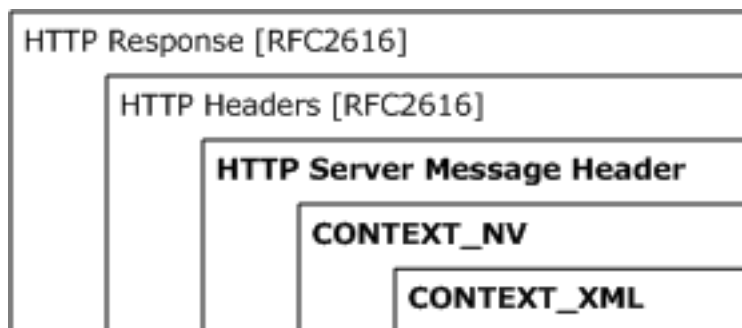 HTTP Response [RFC2616]
HTTP Headers [RFC2616]
HTTP Server Message Header
CONTEXT_NV
CONTEXT_XML